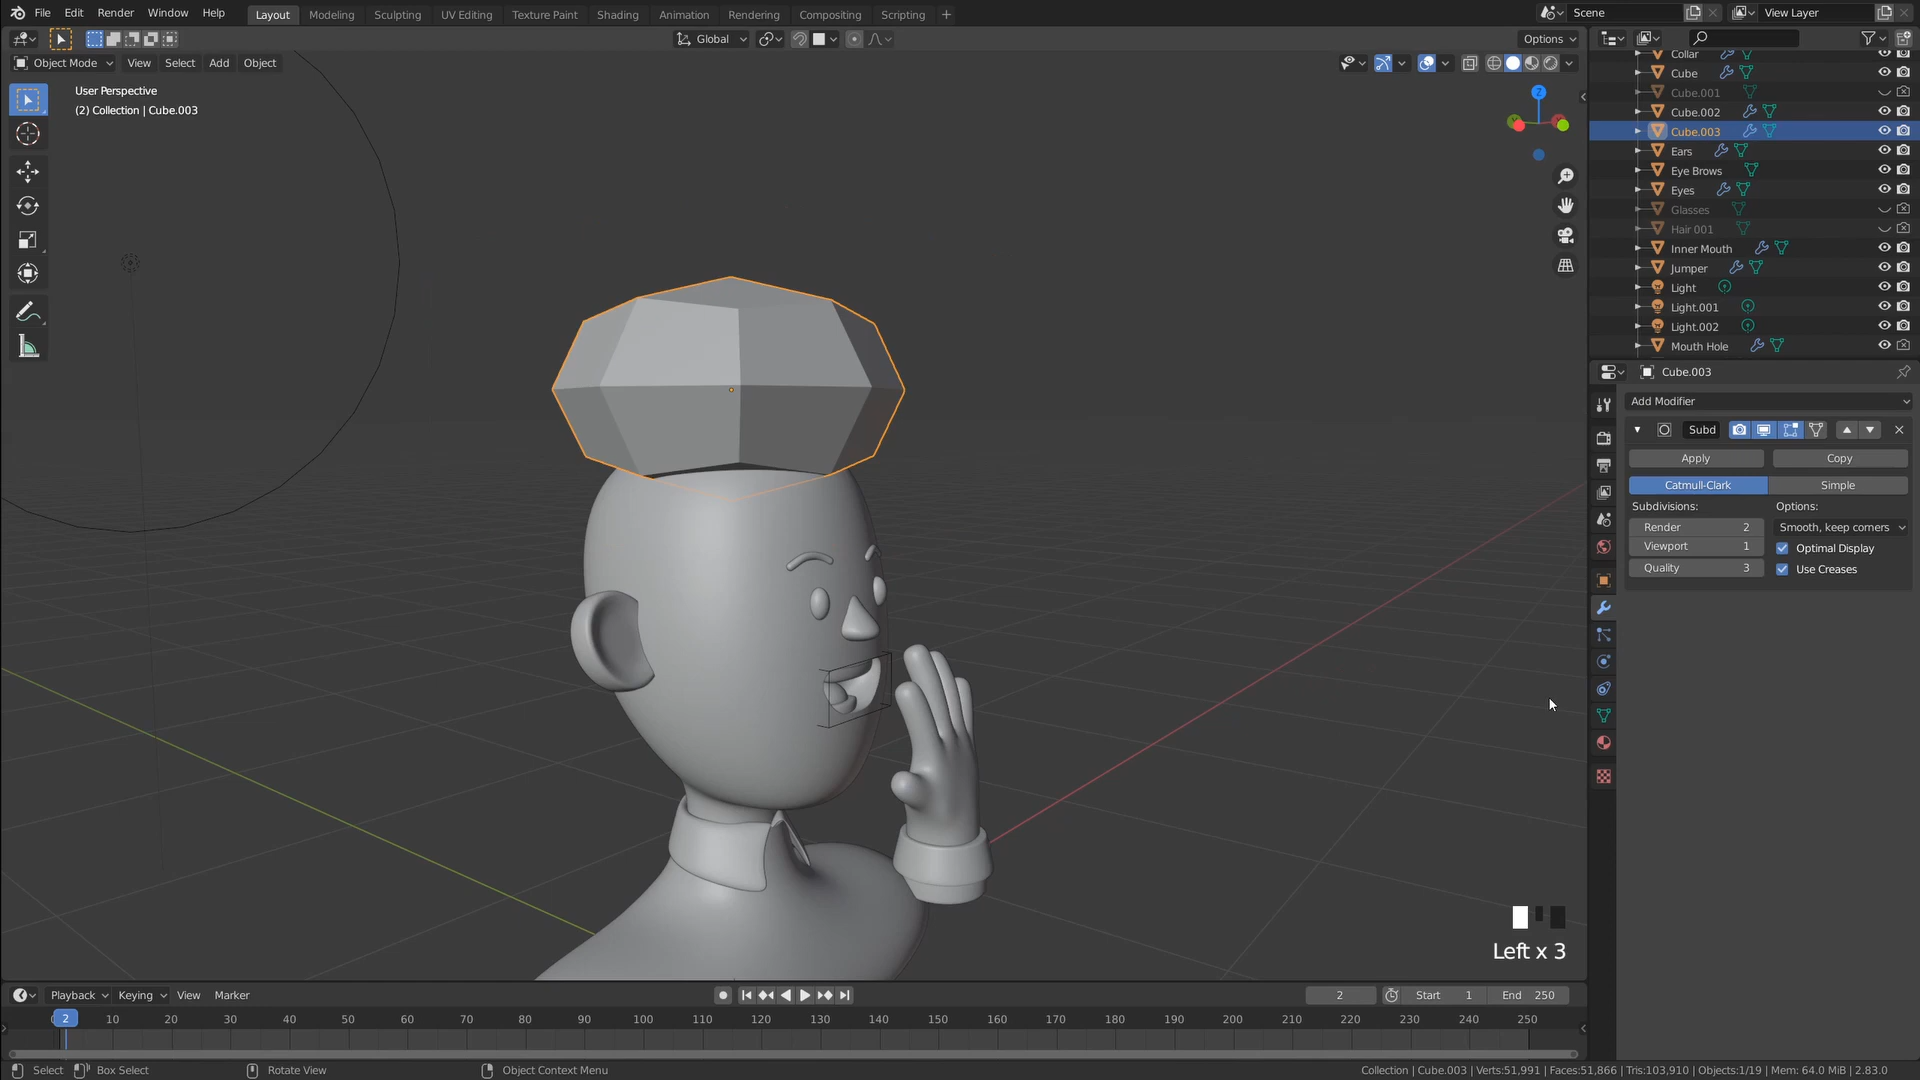 File Edit Render Window Help Layout Modeling Sculpting UV Editing Texture Paint Shading Animation Rendering Compositing Scripting + Scene View Layer
Global Options
Object Mode View Select Add Object
User Perspective
(2) Collection | Cube.003
Z
Collar
Cube
Cube.001
Cube.002
Cube.003
Ears
Eye Brows
Eyes
Glasses
Hair 001
Inner Mouth
Jumper
Light
Light.001
Light.002
Mouth Hole
Cube.003
Add Modifier
Subd
Apply Copy
Catmull-Clark Simple
Subdivisions: Options:
Render 2 Smooth, keep corners
Viewport 1 Optimal Display
Quality 3 Use Creases
Left x 3
Playback Keying View Marker 2 Start 1 End 250
2 10 20 30 40 50 60 70 80 90 100 110 120 130 140 150 160 170 180 190 200 210 220 230 240 250
Select Box Select Rotate View Object Context Menu Collection | Cube.003 | Verts:51,991 | Faces:51,866 | Tris:103,910 | Objects:1/19 | Mem: 64.0 MiB | 2.83.0